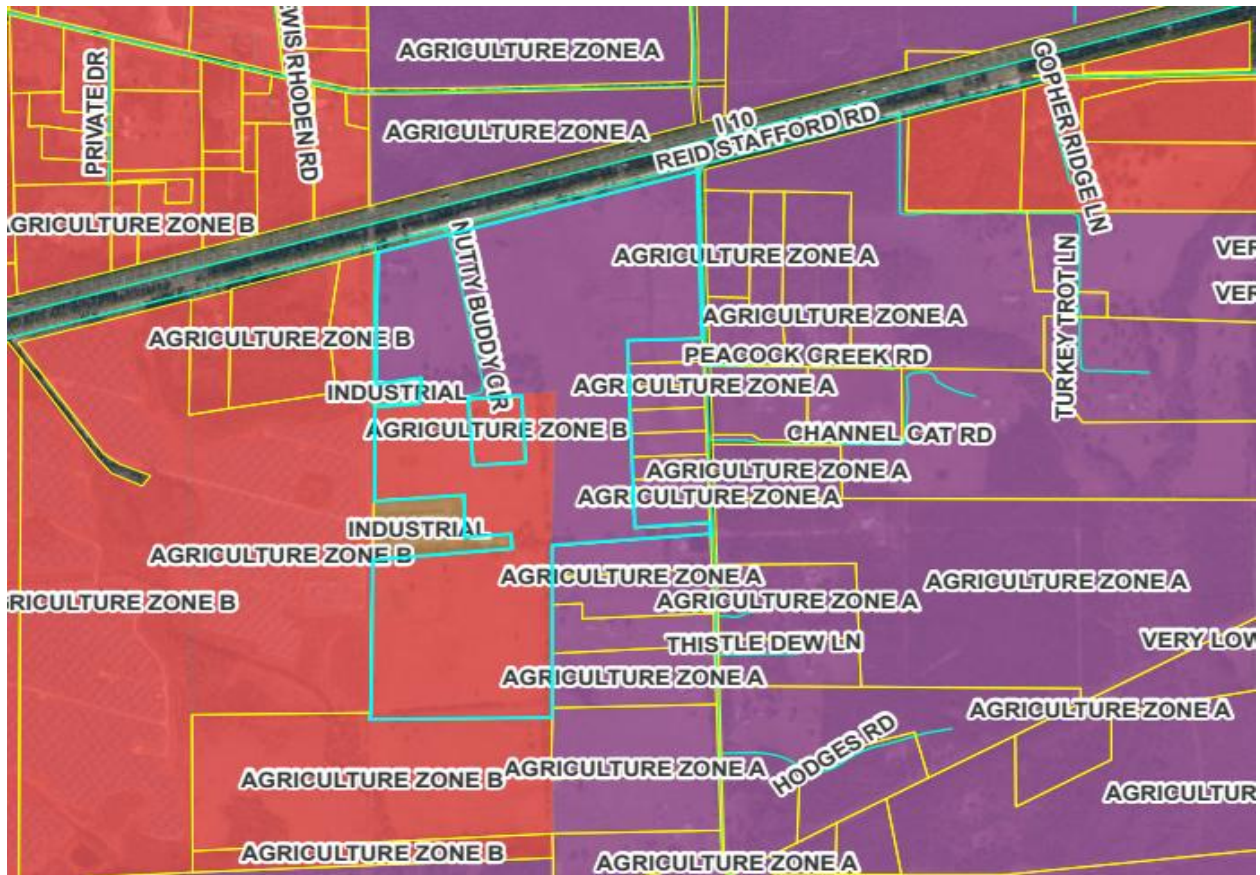 AGRICULTURE ZONE A
PRIVATE DR
EWIS RHODEN RD
GOPHER RIDGE LN
AGRICULTURE ZONE A
I 10
REID STAFFORD RD
AGRICULTURE ZONE B
NUTTY BUDDY CIR
AGRICULTURE ZONE A
VER
TURKEY TROT LN
VER
AGRICULTURE ZONE A
AGRICULTURE ZONE B
PEACOCK CREEK RD
INDUSTRIAL
AGRICULTURE ZONE A
AGRICULTURE ZONE B
CHANNEL CAT RD
AGRICULTURE ZONE A
AGRICULTURE ZONE A
INDUSTRIAL
AGRICULTURE ZONE B
AGRICULTURE ZONE A
AGRICULTURE ZONE A
GRICULTURE ZONE B
AGRICULTURE ZONE A
THISTLE DEW LN
VERY LOW
AGRICULTURE ZONE A
AGRICULTURE ZONE A
HODGES RD
AGRICULTURE ZONE B
AGRICULTURE ZONE A
AGRICULTUR
AGRICULTURE ZONE B
AGRICULTURE ZONE A